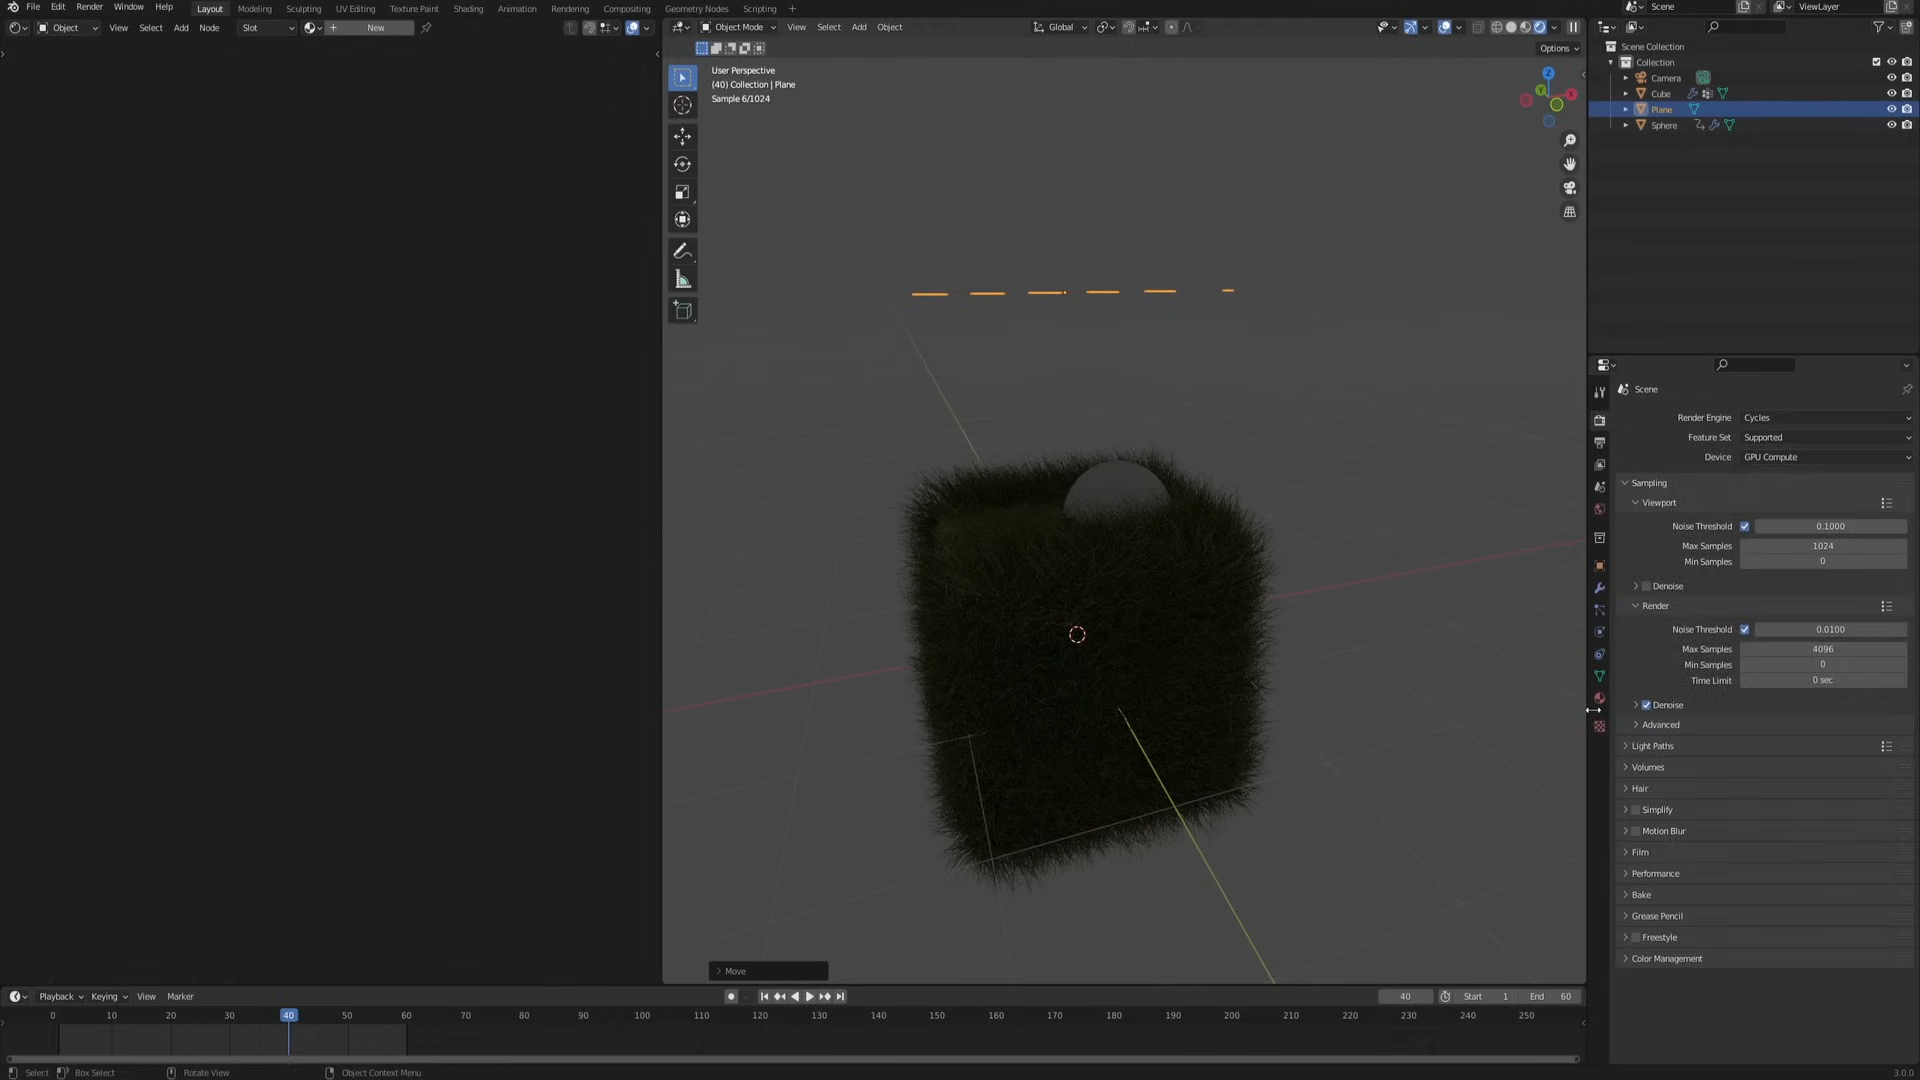 File Edit Render Window Help Layout Modeling Sculpting UV Editing Texture Paint Shading Animation Rendering Compositing Geometry Nodes Scripting + Scene ViewLayer
Object View Select Add Node Slot New
Object Mode View Select Add Object Global
Options
User Perspective
(40) Collection | Plane
Sample 6/1024
Z
Y
X
Scene Collection
Collection
Camera
Cube
Plane
Sphere
Scene
Render Engine Cycles
Feature Set Supported
Device GPU Compute
Sampling
Viewport
Noise Threshold 0.1000
Max Samples 1024
Min Samples 0
Denoise
Render
Noise Threshold 0.0100
Max Samples 4096
Min Samples 0
Time Limit 0 sec
Denoise
Advanced
Light Paths
Volumes
Hair
Simplify
Motion Blur
Film
Performance
Bake
Grease Pencil
Freestyle
Color Management
Move
Playback Keying View Marker 40 Start 1 End 60
0 10 20 30 40 50 60 70 80 90 100 110 120 130 140 150 160 170 180 190 200 210 220 230 240 250
Select Box Select Rotate View Object Context Menu 3.0.0